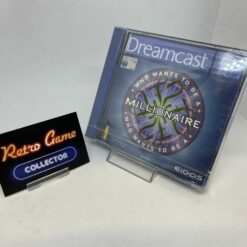 Dreamcast
WHO WANTS TO BE A
MILLIONAIRE
WHO WANTS TO BE A
EIDOS
Retro Game
COLLECTOR